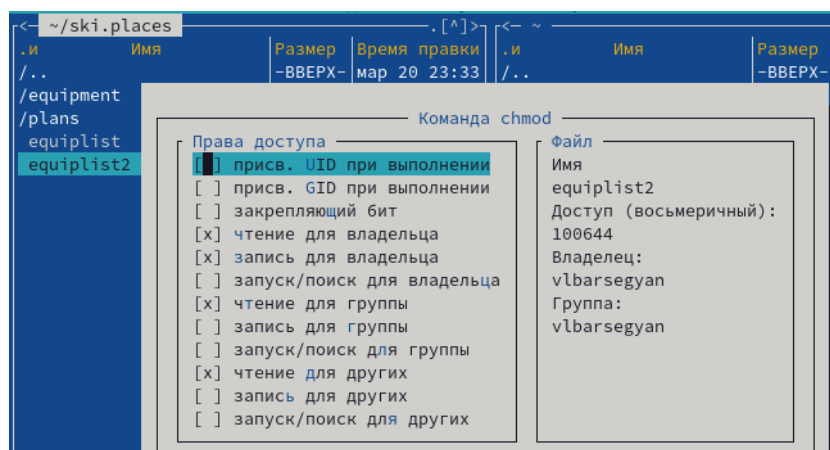 <─ ~/ski.places ─.[^]>
<─ ~
.и Имя Размер Время правки
.и Имя Размер
/.. -ВВЕРХ- мар 20 23:33
/.. -ВВЕРХ-
/equipment
/plans
equiplist
equiplist2
Команда chmod
Права доступа
[ ] присв. UID при выполнении
[ ] присв. GID при выполнении
[ ] закрепляющий бит
[x] чтение для владельца
[x] запись для владельца
[ ] запуск/поиск для владельца
[x] чтение для группы
[ ] запись для группы
[ ] запуск/поиск для группы
[x] чтение для других
[ ] запись для других
[ ] запуск/поиск для других
Файл
Имя
equiplist2
Доступ (восьмеричный):
100644
Владелец:
vlbarsegyan
Группа:
vlbarsegyan